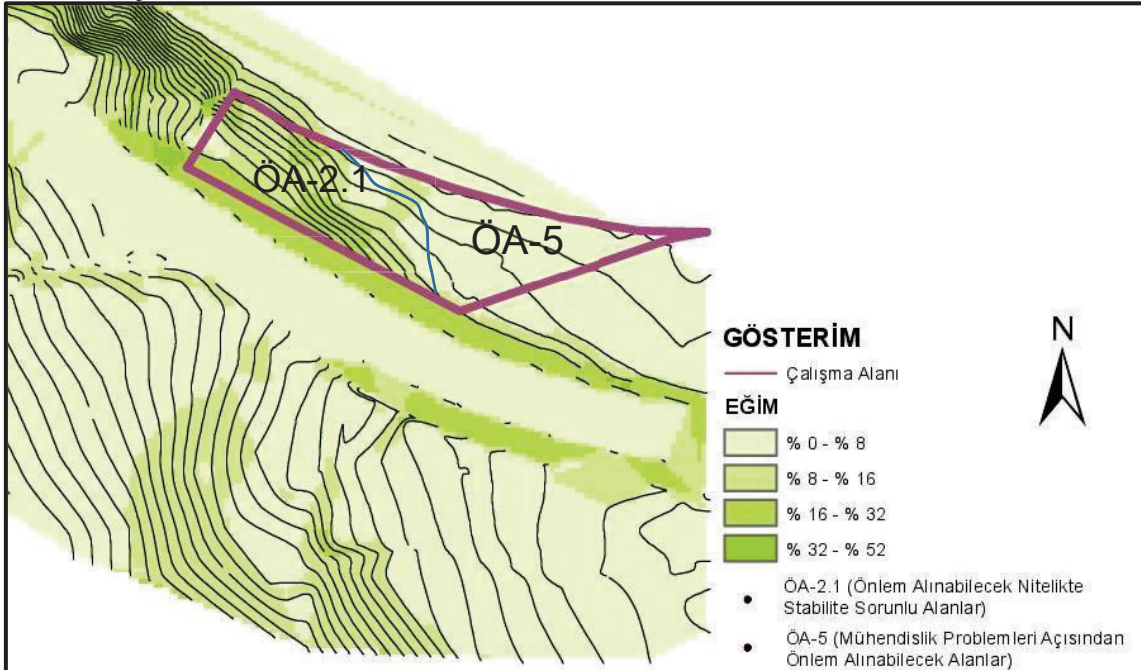 ÖA-2.1
ÖA-5
N
GÖSTERİM
Çalışma Alanı
EĞİM
% 0 - % 8
% 8 - % 16
% 16 - % 32
% 32 - % 52
ÖA-2.1 (Önlem Alınabilecek Nitelikte
Stabilite Sorunlu Alanlar)
ÖA-5 (Mühendislik Problemleri Açısından
Önlem Alınabilecek Alanlar)